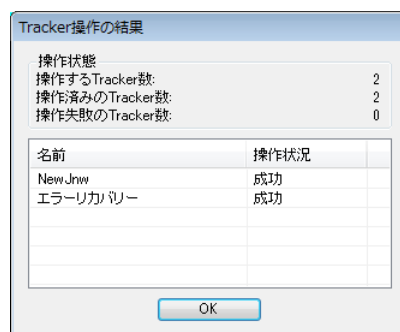 Tracker操作の結果
操作状態
操作するTracker数: 2
操作済みのTracker数: 2
操作失敗のTracker数: 0
名前 操作状況
NewJnw 成功
エラーリカバリー 成功
OK